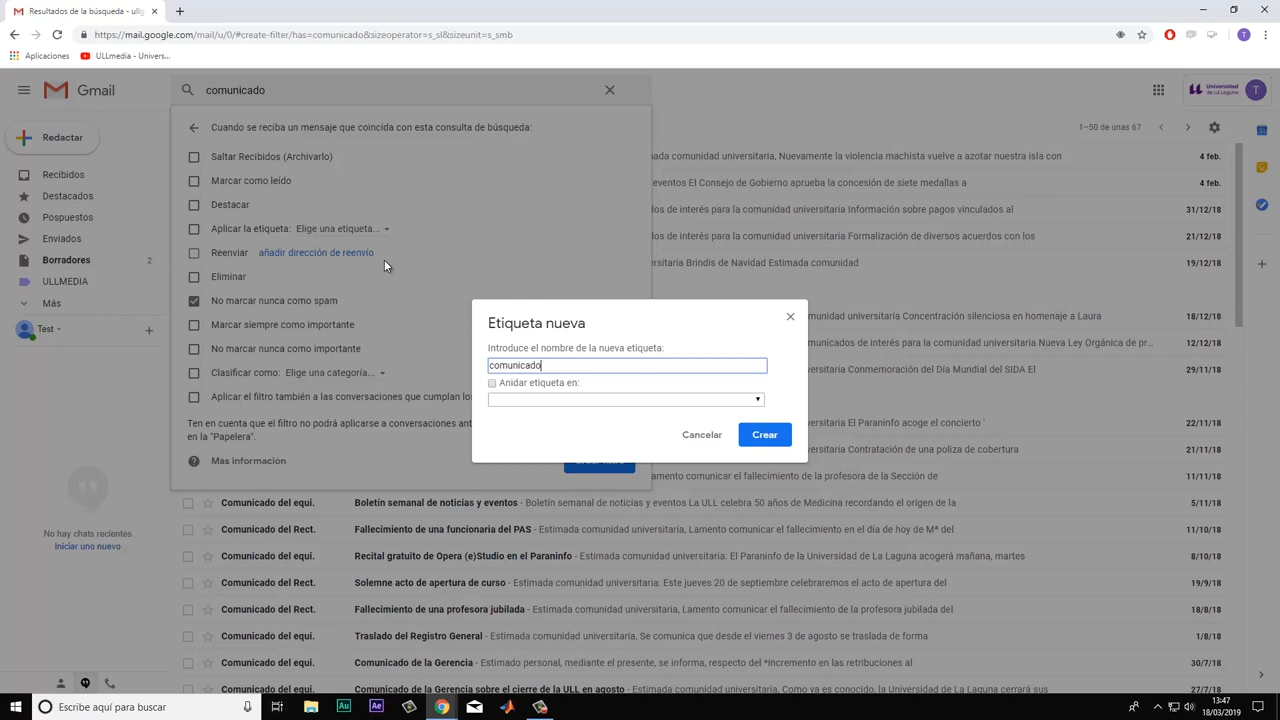 Resultados de la búsqueda - ullg
https://mail.google.com/mail/u/0/#create-filter/has=comunicado&sizeoperator=s_sl&sizeunit=s_smb
T
Aplicaciones
ULLmedia - Univers...
Gmail
comunicado
Universidad
de La Laguna
T
Redactar
Cuando se reciba un mensaje que coincida con esta consulta de búsqueda:
1–50 de unas 67
Saltar Recibidos (Archivarlo)
mada comunidad universitaria, Nuevamente la violencia machista vuelve a azotar nuestra isla con
4 feb.
Recibidos
Marcar como leído
eventos El Consejo de Gobierno aprueba la concesión de siete medallas a
4 feb.
Destacados
Destacar
dos de interés para la comunidad universitaria Información sobre pagos vinculados al
31/12/18
Pospuestos
Aplicar la etiqueta: Elige una etiqueta...
dos de interés para la comunidad universitaria Formalización de diversos acuerdos con los
21/12/18
Enviados
Reenviar añadir dirección de reenvío
ersitaria Brindis de Navidad Estimada comunidad
19/12/18
Borradores
2
Eliminar
ULLMEDIA
No marcar nunca como spam
Más
Etiqueta nueva
ersitaria Concentración silenciosa en homenaje a Laura
18/12/18
Marcar siempre como importante
Test
Introduce el nombre de la nueva etiqueta:
municados de interés para la comunidad universitaria Nueva Ley Orgánica de pr...
13/12/18
No marcar nunca como importante
comunicado
Clasificar como: Elige una categoría...
ersitaria Conmemoración del Día Mundial del SIDA El
29/11/18
Anidar etiqueta en:
Aplicar el filtro también a las conversaciones que cumplan los
Ten en cuenta que el filtro no podrá aplicarse a conversaciones ant
en la "Papelera".
ersitaria El Paraninfo acoge el concierto `
22/11/18
Cancelar
Crear
ersitaria Contratación de una poliza de cobertura
21/11/18
Más información
Lamento comunicar el fallecimiento de la profesora de la Sección de
11/11/18
Comunicado del equi.
Boletín semanal de noticias y eventos - Boletín semanal de noticias y eventos La ULL celebra 50 años de Medicina recordando el origen de la
5/11/18
Comunicado del Rect.
Fallecimiento de una funcionaria del PAS - Estimada comunidad universitaria, Lamento comunicar el fallecimiento en el día de hoy de Mª del
11/10/18
No hay chats recientes
Iniciar uno nuevo
Comunicado del equi.
Recital gratuito de Opera (e)Studio en el Paraninfo - Estimada comunidad universitaria: El Paraninfo de la Universidad de La Laguna acogerá mañana, martes
8/10/18
Comunicado del Rect.
Solemne acto de apertura de curso - Estimada comunidad universitaria: Este jueves 20 de septiembre celebraremos el acto de apertura del
19/9/18
Comunicado del Rect.
Fallecimiento de una profesora jubilada - Estimada comunidad universitaria, Lamento comunicar el fallecimiento de la profesora jubilada del
18/8/18
Comunicado del equi.
Traslado del Registro General - Estimada comunidad universitaria, Se comunica que desde el viernes 3 de agosto se traslada de forma
1/8/18
Comunicado del equi.
Comunicado de la Gerencia - Estimado personal, mediante el presente, se informa, respecto del *incremento en las retribuciones al
30/7/18
Comunicado del equi.
Comunicado de la Gerencia sobre el cierre de la ULL en agosto - Estimada comunidad universitaria, Como ya es conocido, la Universidad de La Laguna cerrará sus
27/7/18
Escribe aquí para buscar
Au
Ae
13:47
18/03/2019